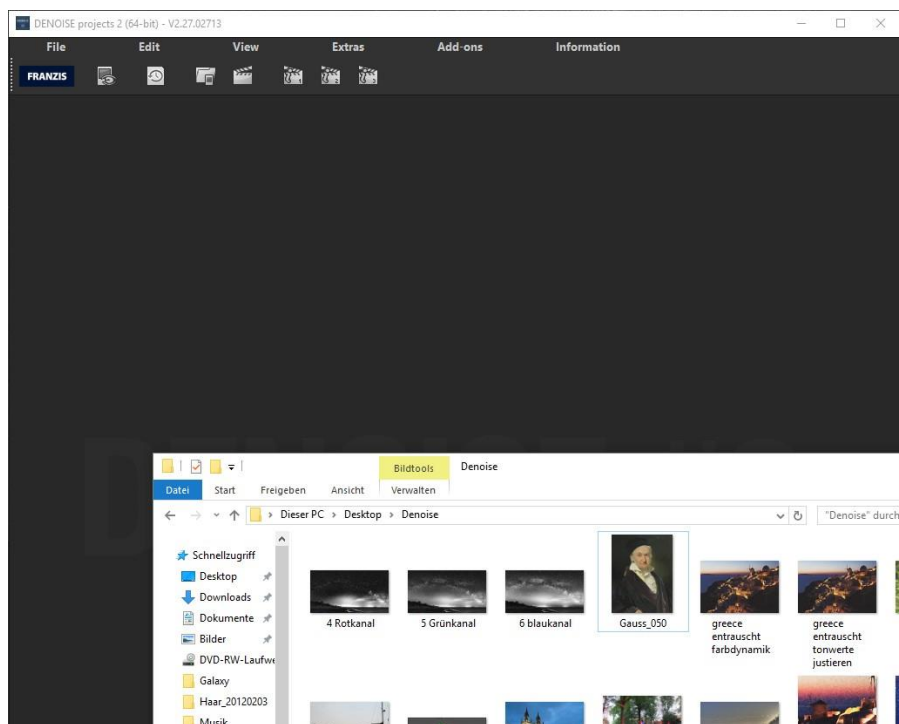 DENOISE projects 2 (64-bit) - V2.27.02713
File Edit View Extras Add-ons Information
FRANZIS
Bildtools Denoise
Datei Start Freigeben Ansicht Verwalten
Dieser PC > Desktop > Denoise
"Denoise" durch
Schnellzugriff
Desktop
Downloads
Dokumente
Bilder
DVD-RW-Laufwe
Galaxy
Haar_20120203
Musik
4 Rotkanal
5 Grünkanal
6 blaukanal
Gauss_050
greece
entrauscht
farbdynamik
greece
entrauscht
tonwerte
justieren